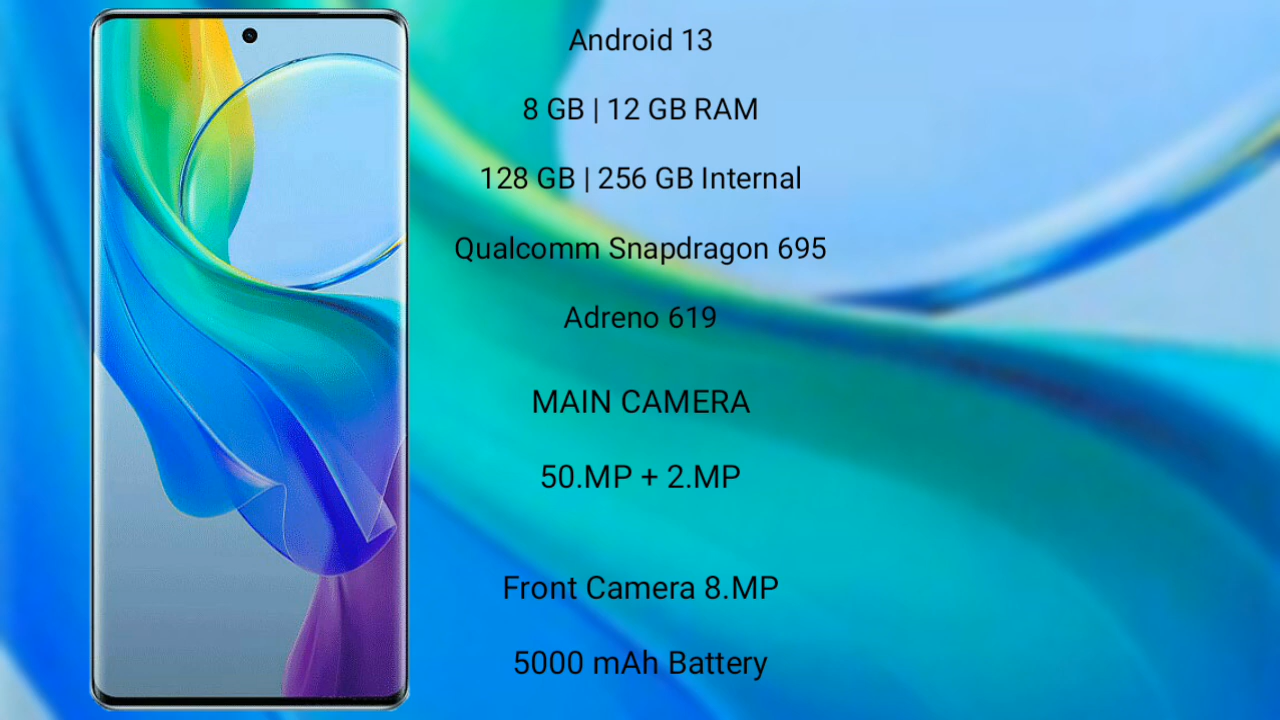 Android 13
8 GB | 12 GB RAM
128 GB | 256 GB Internal
Qualcomm Snapdragon 695
Adreno 619
MAIN CAMERA
50.MP + 2.MP
Front Camera 8.MP
5000 mAh Battery